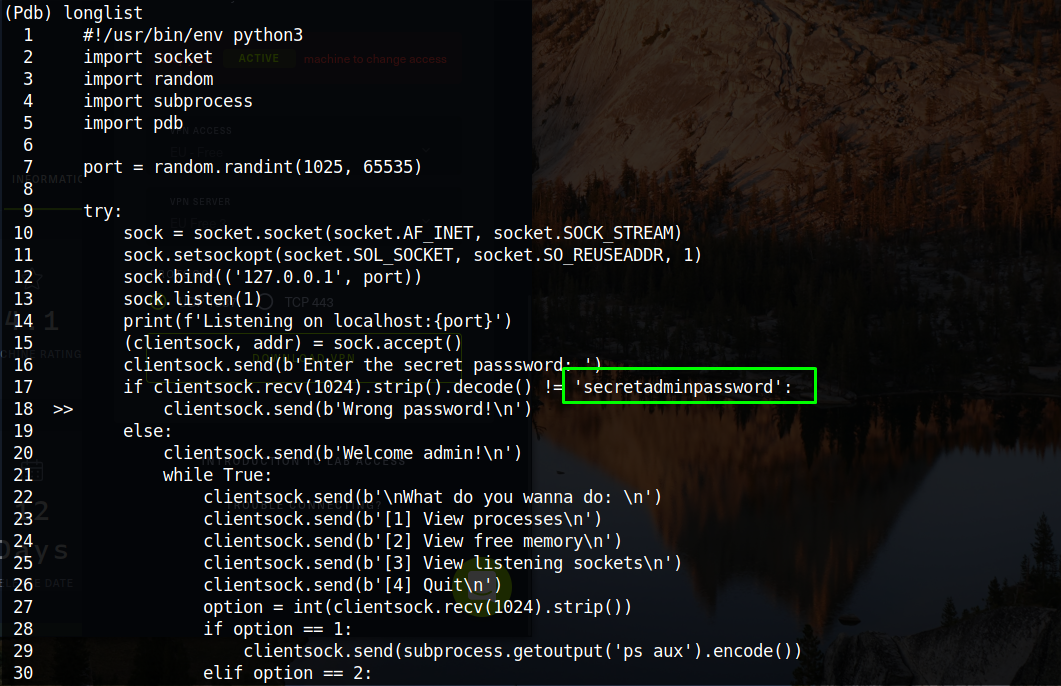 (Pdb) longlist
1 #!/usr/bin/env python3
2 import socket
3 import random
4 import subprocess
5 import pdb
6
7 port = random.randint(1025, 65535)
8
9 try:
10 sock = socket.socket(socket.AF_INET, socket.SOCK_STREAM)
11 sock.setsockopt(socket.SOL_SOCKET, socket.SO_REUSEADDR, 1)
12 sock.bind(('127.0.0.1', port))
13 sock.listen(1)
14 print(f'Listening on localhost:{port}')
15 (clientsock, addr) = sock.accept()
16 clientsock.send(b'Enter the secret passsword: ')
17 if clientsock.recv(1024).strip().decode() != 'secretadminpassword':
18 >> clientsock.send(b'Wrong password!\n')
19 else:
20 clientsock.send(b'Welcome admin!\n')
21 while True:
22 clientsock.send(b'\nWhat do you wanna do: \n')
23 clientsock.send(b'[1] View processes\n')
24 clientsock.send(b'[2] View free memory\n')
25 clientsock.send(b'[3] View listening sockets\n')
26 clientsock.send(b'[4] Quit\n')
27 option = int(clientsock.recv(1024).strip())
28 if option == 1:
29 clientsock.send(subprocess.getoutput('ps aux').encode())
30 elif option == 2:
ACTIVE
machine to change access
VPN SERVER
TCP 443